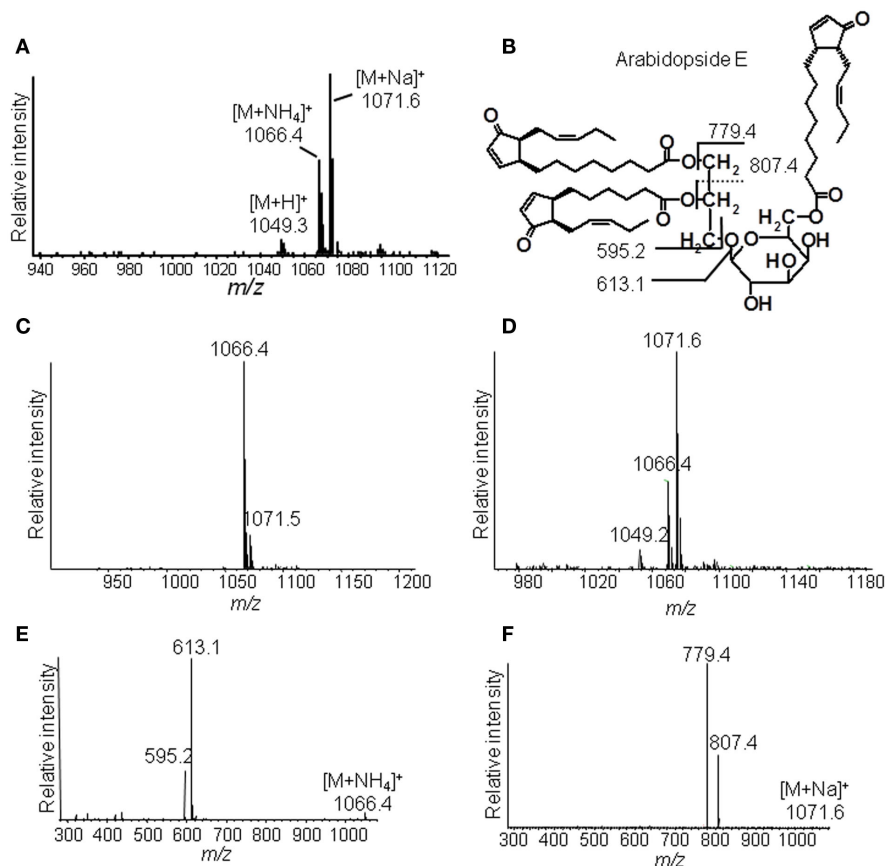 A
Relative intensity
[M+NH4]+
1066.4
[M+Na]+
1071.6
[M+H]+
1049.3
940 960 980 1000 1020 1040 1060 1080 1100 1120
m/z
B
Arabidopside E
O
O
O
779.4
CH2
807.4
O
O
O
CH2
O
O
H2C
O
595.2
H2C
O
O
OH
HO
613.1
OH
C
Relative intensity
1066.4
1071.5
950 1000 1050 1100 1150 1200
m/z
D
Relative intensity
1071.6
1066.4
1049.2
980 1020 1060 1100 1140 1180
m/z
E
Relative intensity
613.1
595.2
[M+NH4]+
1066.4
300 400 500 600 700 800 900 1000
m/z
F
Relative intensity
779.4
807.4
[M+Na]+
1071.6
300 400 500 600 700 800 900 1000
m/z